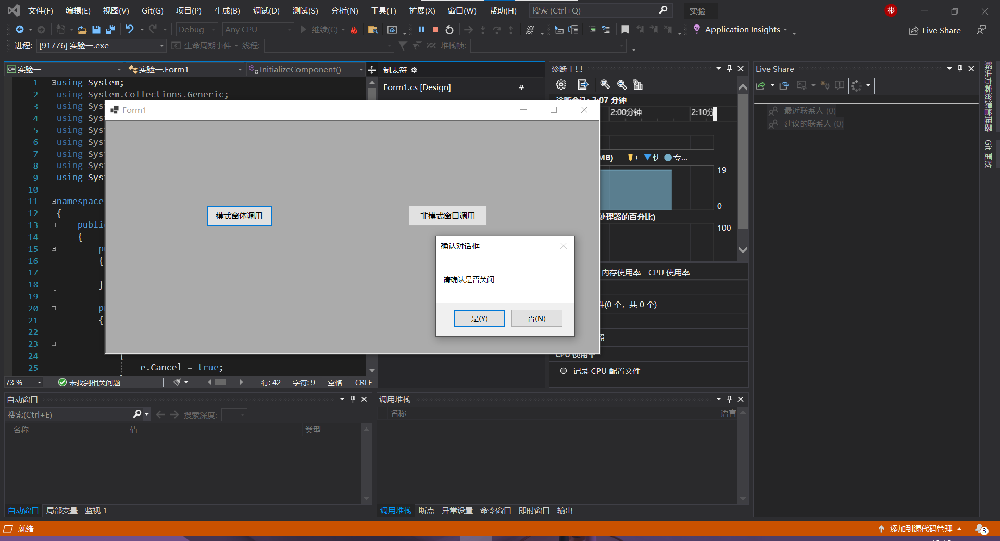 文件(F) 编辑(E) 视图(V) Git(G) 项目(P) 生成(B) 调试(D) 测试(S) 分析(N) 工具(T) 扩展(X) 窗口(W) 帮助(H) 搜索 (Ctrl+Q) 实验一 彬
Debug Any CPU 继续(C) Application Insights Live Share
进程: [91776] 实验一.exe 生命周期事件 线程: 堆栈帧:
C# 实验一 实验一.Form1 InitializeComponent() 制表符
Form1.cs [Design]
1 using System;
2 using System.Collections.Generic;
3 using Sys
4 using Sys
5 using Sys
6 using Sys
7 using Sys
8 using Sys
9 using Sys
10
11 namespace
12 {
13 publi
14 {
15 p
16 {
17
18 }
19
20 p
21 {
22
23
24 {
25 e.Cancel = true;
Form1
模式窗体调用 非模式窗口调用
确认对话框
请确认是否关闭
是(Y) 否(N)
73 % 未找到相关问题 行: 42 字符: 9 空格 CRLF
诊断工具
诊断会话: 2:07 分钟
2:00分钟 2:10分
MB) 专...
19
0
处理器的百分比)
100
内存使用率 CPU 使用率
件(0 个, 共 0 个)
照
CPU 使用率
记录 CPU 配置文件
Live Share
最近联系人 (0)
建议的联系人 (0)
解决方案资源管理器
Git 更改
自动窗口
搜索(Ctrl+E) 搜索深度:
名称 值 类型
自动窗口 局部变量 监视 1
调用堆栈
名称 语言
调用堆栈 断点 异常设置 命令窗口 即时窗口 输出
就绪 添加到源代码管理 3